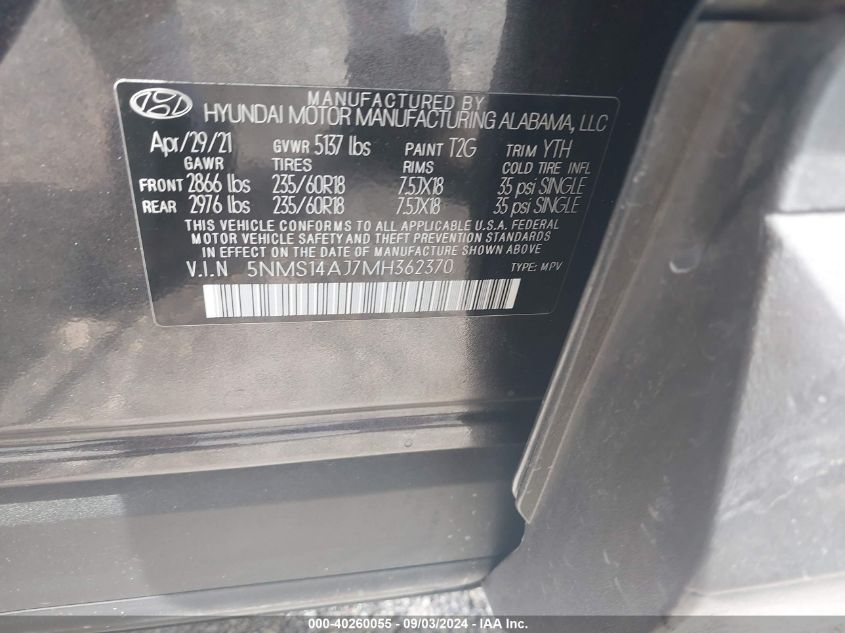 MANUFACTURED BY
HYUNDAI MOTOR MANUFACTURING ALABAMA, LLC
Apr/29/21 GVWR 5137 lbs PAINT T2G TRIM YTH
GAWR TIRES RIMS COLD TIRE INFL
FRONT 2866 lbs 235/60R18 7.5JX18 35 psi SINGLE
REAR 2976 lbs 235/60R18 7.5JX18 35 psi SINGLE
THIS VEHICLE CONFORMS TO ALL APPLICABLE U.S.A. FEDERAL
MOTOR VEHICLE SAFETY AND THEFT PREVENTION STANDARDS
IN EFFECT ON THE DATE OF MANUFACTURE SHOWN ABOVE.
V.I.N 5NMS14AJ7MH362370 TYPE: MPV
000-40260055 - 09/03/2024 - © IAA Inc.